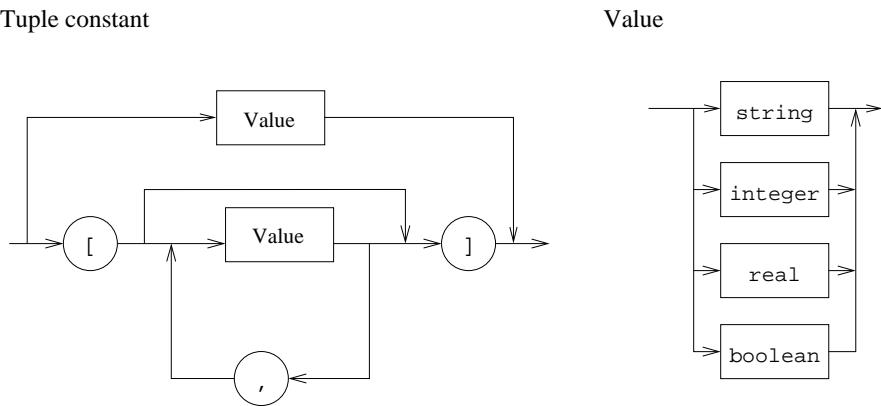 Tuple constant
Value
Value
[
Value
]
,
string
integer
real
boolean